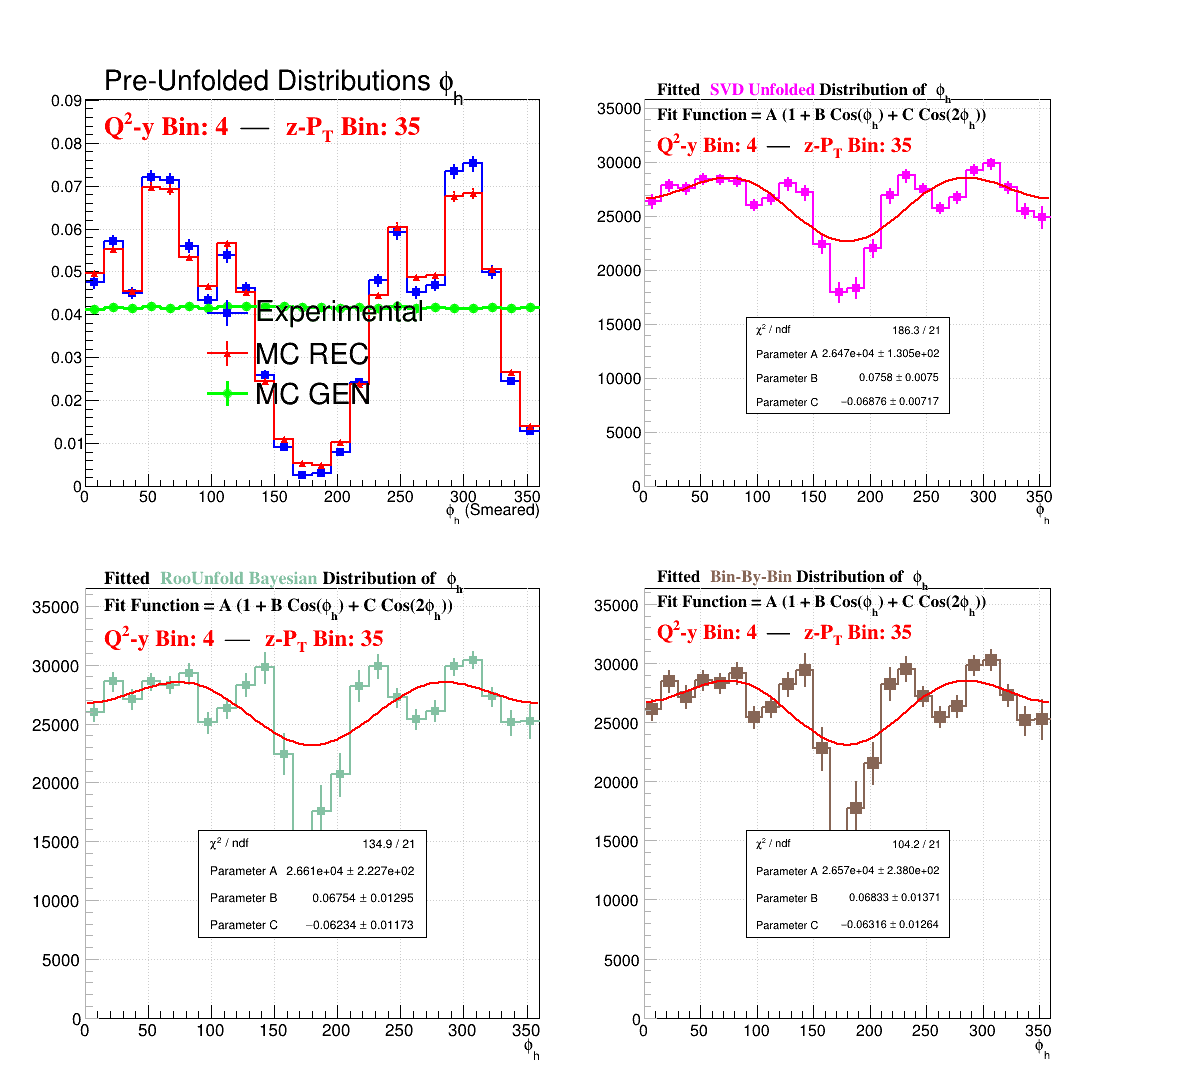 Pre-Unfolded Distributions ϕh
Q²-y Bin: 4 — z-PT Bin: 35
0.09
0.08
0.07
0.06
0.05
0.04
0.03
0.02
0.01
0
Experimental
MC REC
MC GEN
0 50 100 150 200 250 300 350
ϕh (Smeared)
Fitted SVD Unfolded Distribution of ϕh
Fit Function = A (1 + B Cos(ϕh) + C Cos(2ϕh))
Q²-y Bin: 4 — z-PT Bin: 35
35000
30000
25000
20000
15000
10000
5000
0
χ² / ndf 186.3 / 21
Parameter A 2.647e+04 ± 1.305e+02
Parameter B 0.0758 ± 0.0075
Parameter C −0.06876 ± 0.00717
0 50 100 150 200 250 300 350
ϕh
Fitted RooUnfold Bayesian Distribution of ϕh
Fit Function = A (1 + B Cos(ϕh) + C Cos(2ϕh))
Q²-y Bin: 4 — z-PT Bin: 35
35000
30000
25000
20000
15000
10000
5000
0
χ² / ndf 134.9 / 21
Parameter A 2.661e+04 ± 2.227e+02
Parameter B 0.06754 ± 0.01295
Parameter C −0.06234 ± 0.01173
0 50 100 150 200 250 300 350
ϕh
Fitted Bin-By-Bin Distribution of ϕh
Fit Function = A (1 + B Cos(ϕh) + C Cos(2ϕh))
Q²-y Bin: 4 — z-PT Bin: 35
35000
30000
25000
20000
15000
10000
5000
0
χ² / ndf 104.2 / 21
Parameter A 2.657e+04 ± 2.380e+02
Parameter B 0.06833 ± 0.01371
Parameter C −0.06316 ± 0.01264
0 50 100 150 200 250 300 350
ϕh